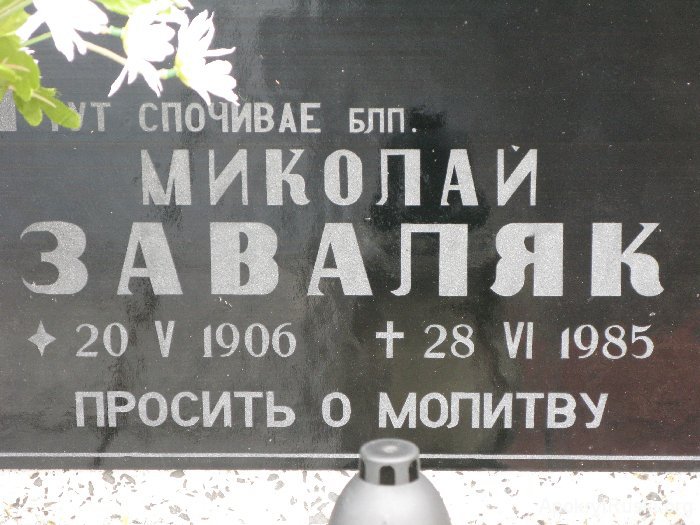 ТУТ СПОЧИВАЕ БЛП.
МИКОЛАЙ
ЗАВАЛЯК
20 V 1906 † 28 VI 1985
ПРОСИТЬ О МОЛИТВУ